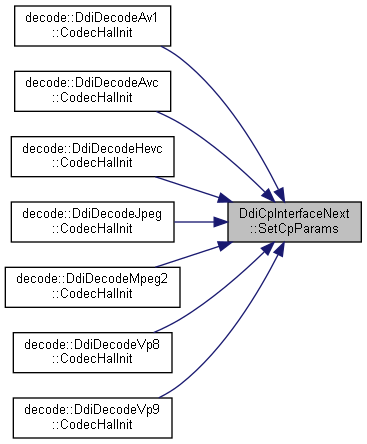 decode::DdiDecodeAv1
::CodecHalInit
decode::DdiDecodeAvc
::CodecHalInit
decode::DdiDecodeHevc
::CodecHalInit
decode::DdiDecodeJpeg
::CodecHalInit
DdiCpInterfaceNext
::SetCpParams
decode::DdiDecodeMpeg2
::CodecHalInit
decode::DdiDecodeVp8
::CodecHalInit
decode::DdiDecodeVp9
::CodecHalInit